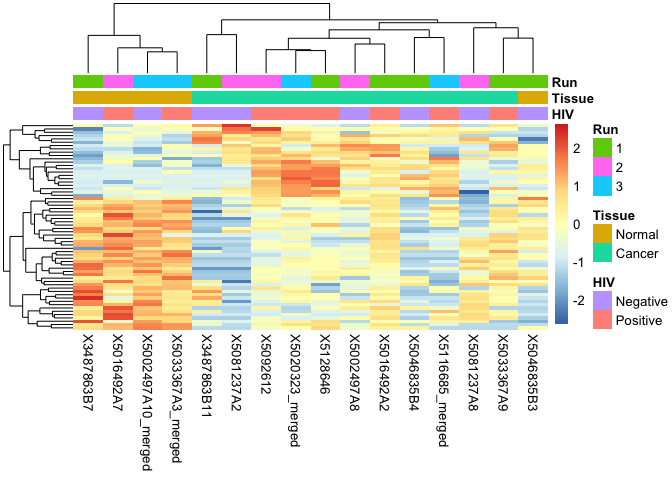 Run
Tissue
HIV
2
1
0
-1
-2
Run
1
2
3
Tissue
Normal
Cancer
HIV
Negative
Positive
X3487863B7
X5016492A7
X5002497A10_merged
X5033367A3_merged
X3487863B11
X5081237A2
X5092612
X5020323_merged
X5128646
X5002497A8
X5016492A2
X5046835B4
X5116685_merged
X5081237A8
X5033367A9
X5046835B3